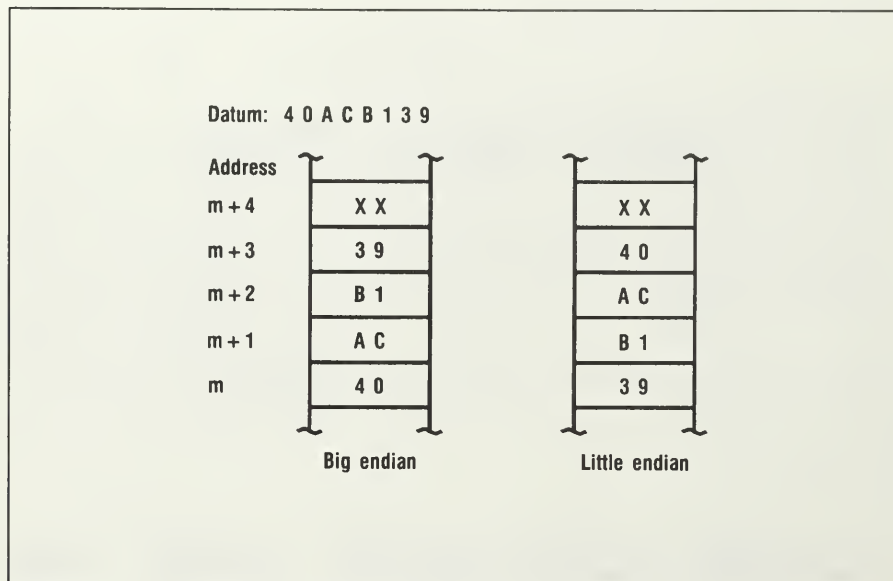 Datum: 4 0 A C B 1 3 9
Address
m + 4 X X X X
m + 3 3 9 4 0
m + 2 B 1 A C
m + 1 A C B 1
m 4 0 3 9
Big endian Little endian